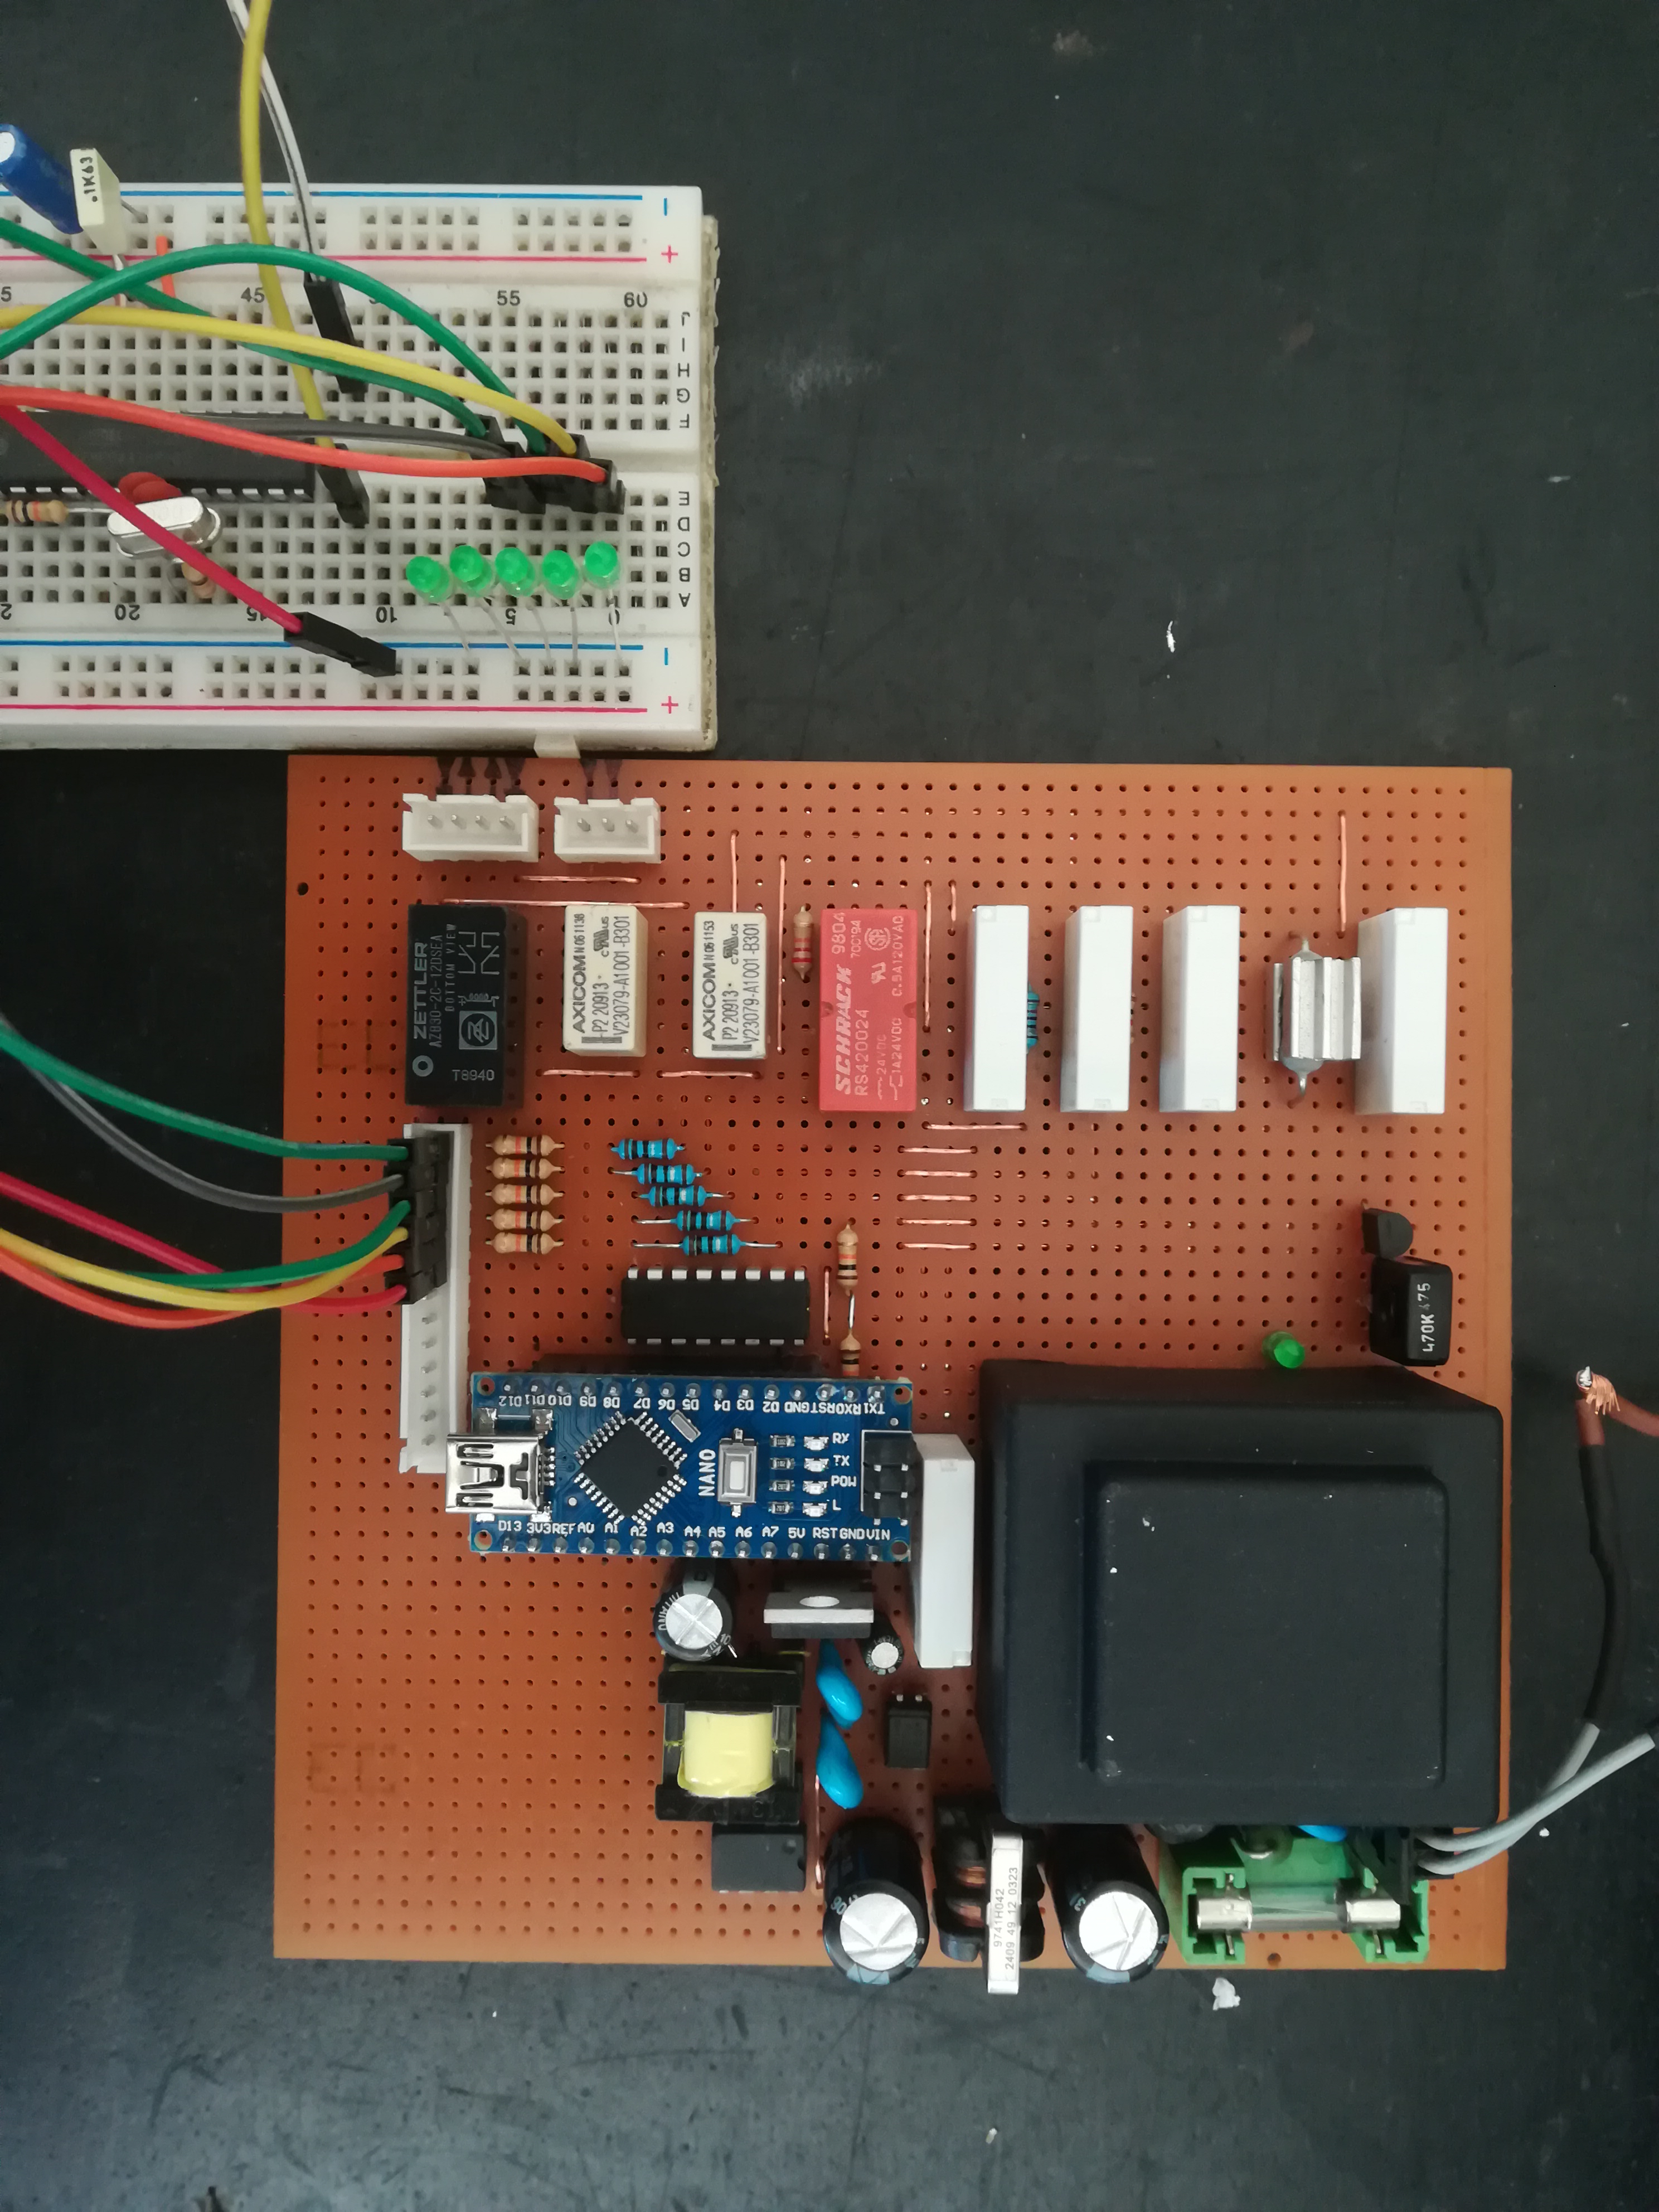 .1K63
20
15
10
5
45
55
60
+
A
B
C
D
E
F
G
H
I
J
+
ZETTLER
AZ830-2C-12DSEA
BOTTOM VIEW
T8940
D13
3V3
REF
A0
A1
A2
A3
A4
A5
A6
A7
5V
RST
GND
VIN
D12
D11
D10
D9
D8
D7
D6
D5
D4
D3
D2
GND
RST
RX0
TX1
NANO
L
POW
TX
RX
AXICOM N 051138
P2 20913
V23079-A1001-B301
AXICOM N 051153
P2 20913
V23079-A1001-B301
SCHRACK 9804
RS420024 70C194
24VDC
1A24VDC 0.5A120VAC
9741H042
2409 49 12 0323
470K 475